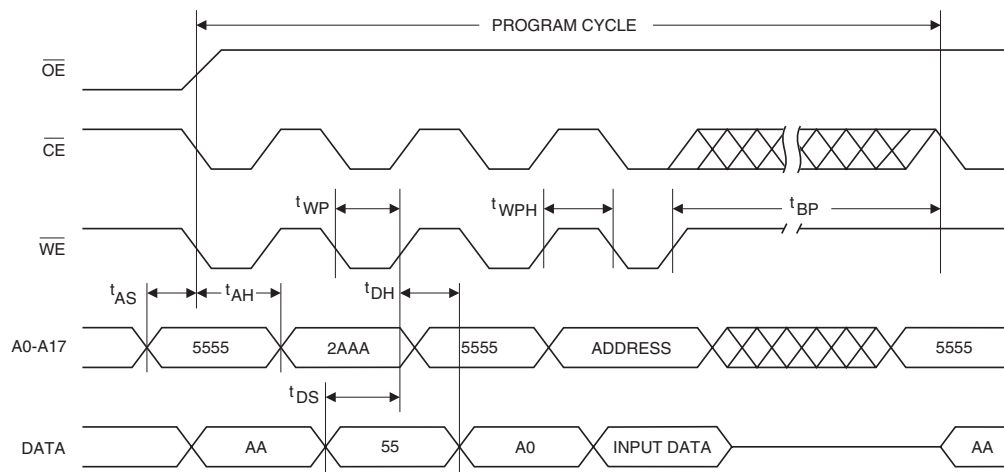 PROGRAM CYCLE
OE
CE
tWP
tWPH
tBP
WE
tAS
tAH
tDH
A0-A17
5555
2AAA
5555
ADDRESS
5555
tDS
DATA
AA
55
A0
INPUT DATA
AA